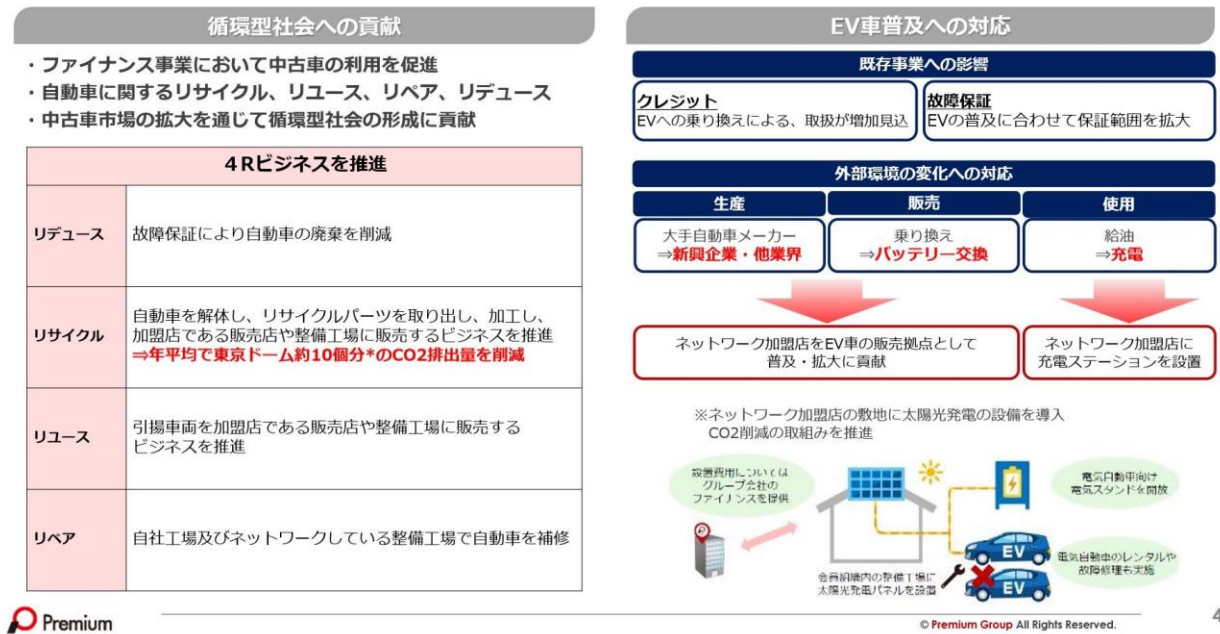 循環型社会への貢献
・ファイナンス事業において中古車の利用を促進
・自動車に関するリサイクル、リユース、リペア、リデュース
・中古車市場の拡大を通じて循環型社会の形成に貢献
４Rビジネスを推進
リデュース
故障保証により自動車の廃棄を削減
リサイクル
自動車を解体し、リサイクルパーツを取り出し、加工し、
加盟店である販売店や整備工場に販売するビジネスを推進
⇒年平均で東京ドーム約10個分*のCO2排出量を削減
リユース
引揚車両を加盟店である販売店や整備工場に販売する
ビジネスを推進
リペア
自社工場及びネットワークしている整備工場で自動車を補修
EV車普及への対応
既存事業への影響
クレジット
EVへの乗り換えによる、取扱が増加見込
故障保証
EVの普及に合わせて保証範囲を拡大
外部環境の変化への対応
生産
販売
使用
大手自動車メーカー
⇒新興企業・他業界
乗り換え
⇒バッテリー交換
給油
⇒充電
ネットワーク加盟店をEV車の販売拠点として
普及・拡大に貢献
ネットワーク加盟店に
充電ステーションを設置
※ネットワーク加盟店の敷地に太陽光発電の設備を導入
CO2削減の取組みを推進
設置費用については
グループ会社の
ファイナンスを提供
電気自動車向け
電気スタンドを開放
EV
EV
電気自動車のレンタルや
故障修理も実施
会員組織内の整備工場に
太陽光発電パネルを設置
Premium
© Premium Group All Rights Reserved.
4